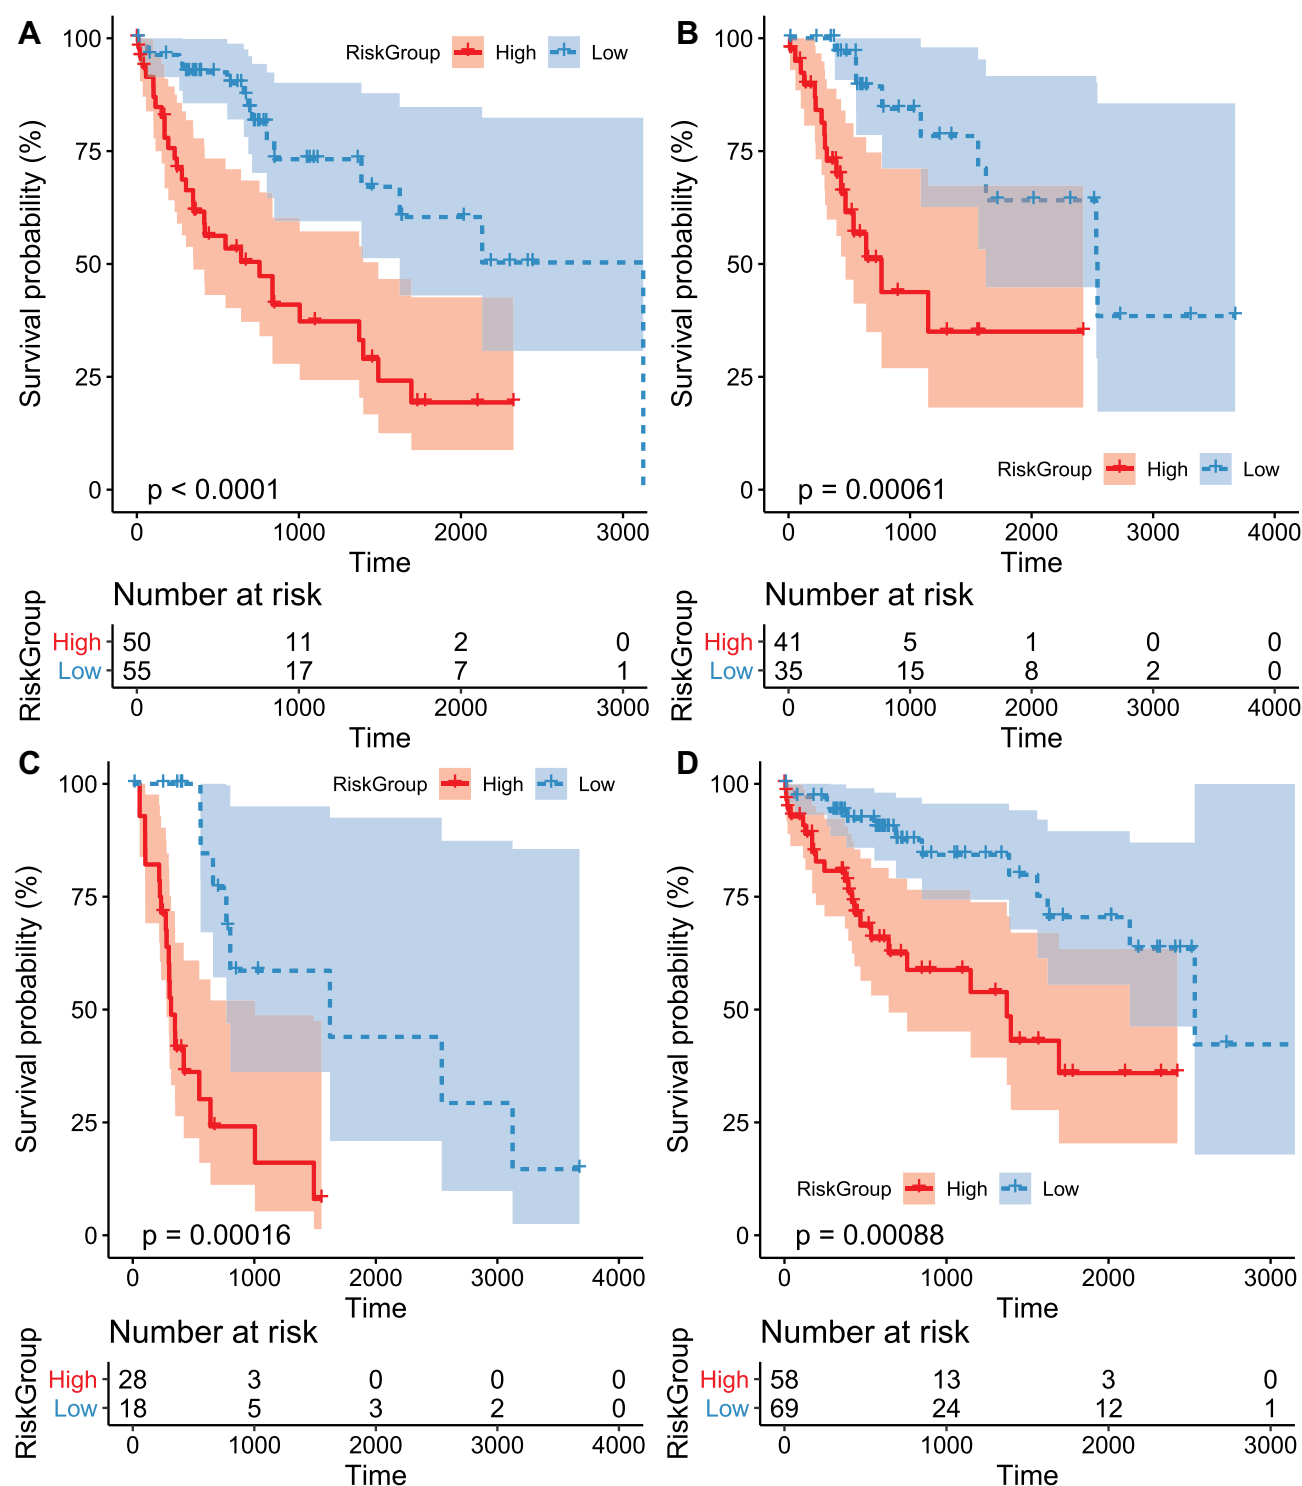 A
RiskGroup High Low
Survival probability (%)
100
75
50
25
0
p < 0.0001
0 1000 2000 3000
Time
Number at risk
RiskGroup
High 50 11 2 0
Low 55 17 7 1
0 1000 2000 3000
Time
B
Survival probability (%)
100
75
50
25
0
RiskGroup High Low
p = 0.00061
0 1000 2000 3000 4000
Time
Number at risk
RiskGroup
High 41 5 1 0 0
Low 35 15 8 2 0
0 1000 2000 3000 4000
Time
C
RiskGroup High Low
Survival probability (%)
100
75
50
25
0
p = 0.00016
0 1000 2000 3000 4000
Time
Number at risk
RiskGroup
High 28 3 0 0 0
Low 18 5 3 2 0
0 1000 2000 3000 4000
Time
D
Survival probability (%)
100
75
50
25
0
RiskGroup High Low
p = 0.00088
0 1000 2000 3000
Time
Number at risk
RiskGroup
High 58 13 3 0
Low 69 24 12 1
0 1000 2000 3000
Time